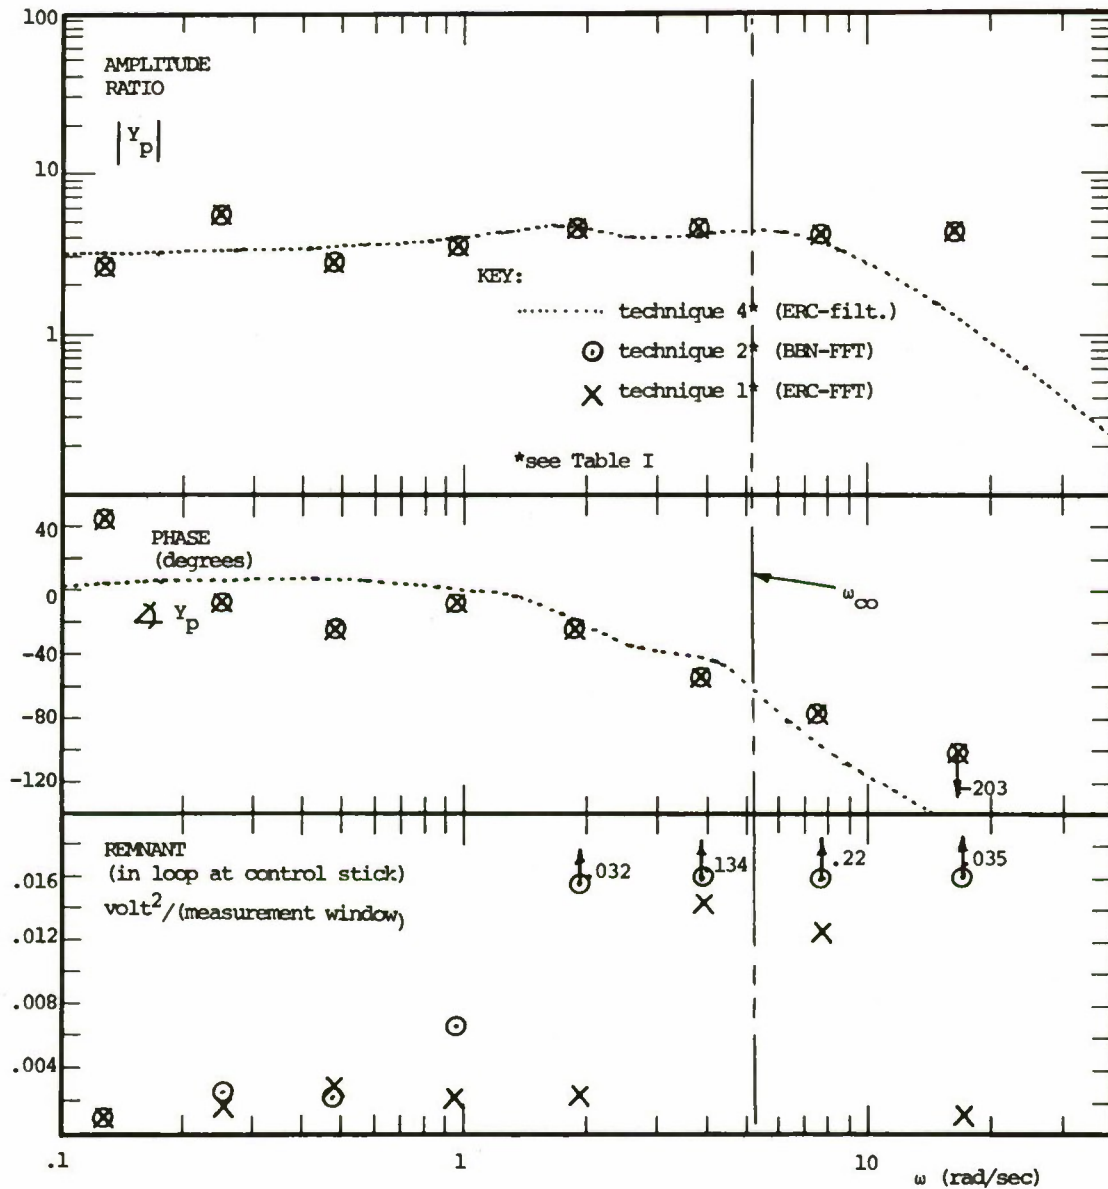 100
AMPLITUDE
RATIO
|Yp|
10
1
KEY:
technique 4* (ERC-filt.)
technique 2* (BBN-FFT)
technique 1* (ERC-FFT)
*see Table I
40
0
-40
-80
-120
PHASE
(degrees)
∡ Yp
ω∞
-203
REMNANT
(in loop at control stick)
volt²/(measurement window)
.032
.134
.22
.035
.016
.012
.008
.004
.1
1
10
ω (rad/sec)